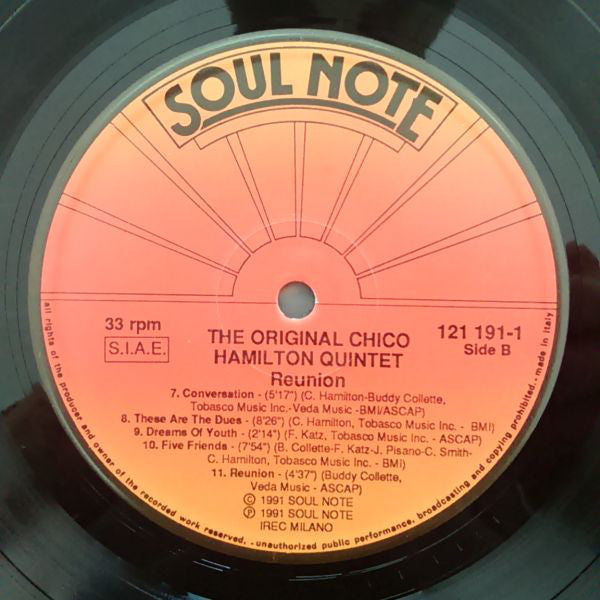 SOUL NOTE
33 rpm
S.I.A.E.
121 191-1
Side B
THE ORIGINAL CHICO
HAMILTON QUINTET
Reunion
7. Conversation - (5'17") (C. Hamilton-Buddy Collette,
Tobasco Music Inc.-Veda Music -BMI/ASCAP)
8. These Are The Dues - (8'26") (C. Hamilton, Tobasco Music Inc. - BMI)
9. Dreams Of Youth - (2'14") (F. Katz, Tobasco Music Inc. - ASCAP)
10. Five Friends - (7'54") (B. Collette-F. Katz-J. Pisano-C. Smith-
C. Hamilton, Tobasco Music Inc. - BMI)
11. Reunion - (4'37") (Buddy Collette,
Veda Music - ASCAP)
© 1991 SOUL NOTE
℗ 1991 SOUL NOTE
IREC MILANO
all rights of the producer and owner of the recorded work reserved. - unauthorized public performance, broadcasting and copying prohibited. - made in italy